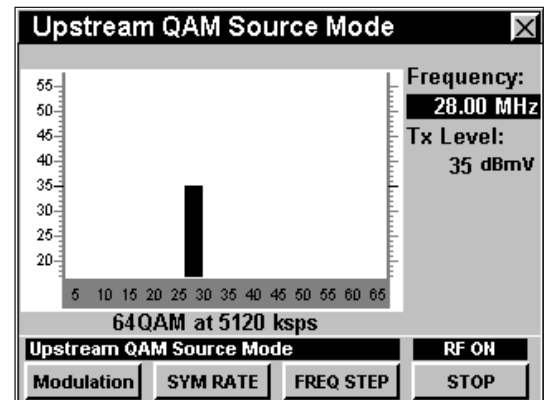 Upstream QAM Source Mode
Frequency:
28.00 MHz
Tx Level:
35 dBmV
55
50
45
40
35
30
25
20
5 10 15 20 25 30 35 40 45 50 55 60 65
64QAM at 5120 ksps
Upstream QAM Source Mode RF ON
Modulation SYM RATE FREQ STEP STOP